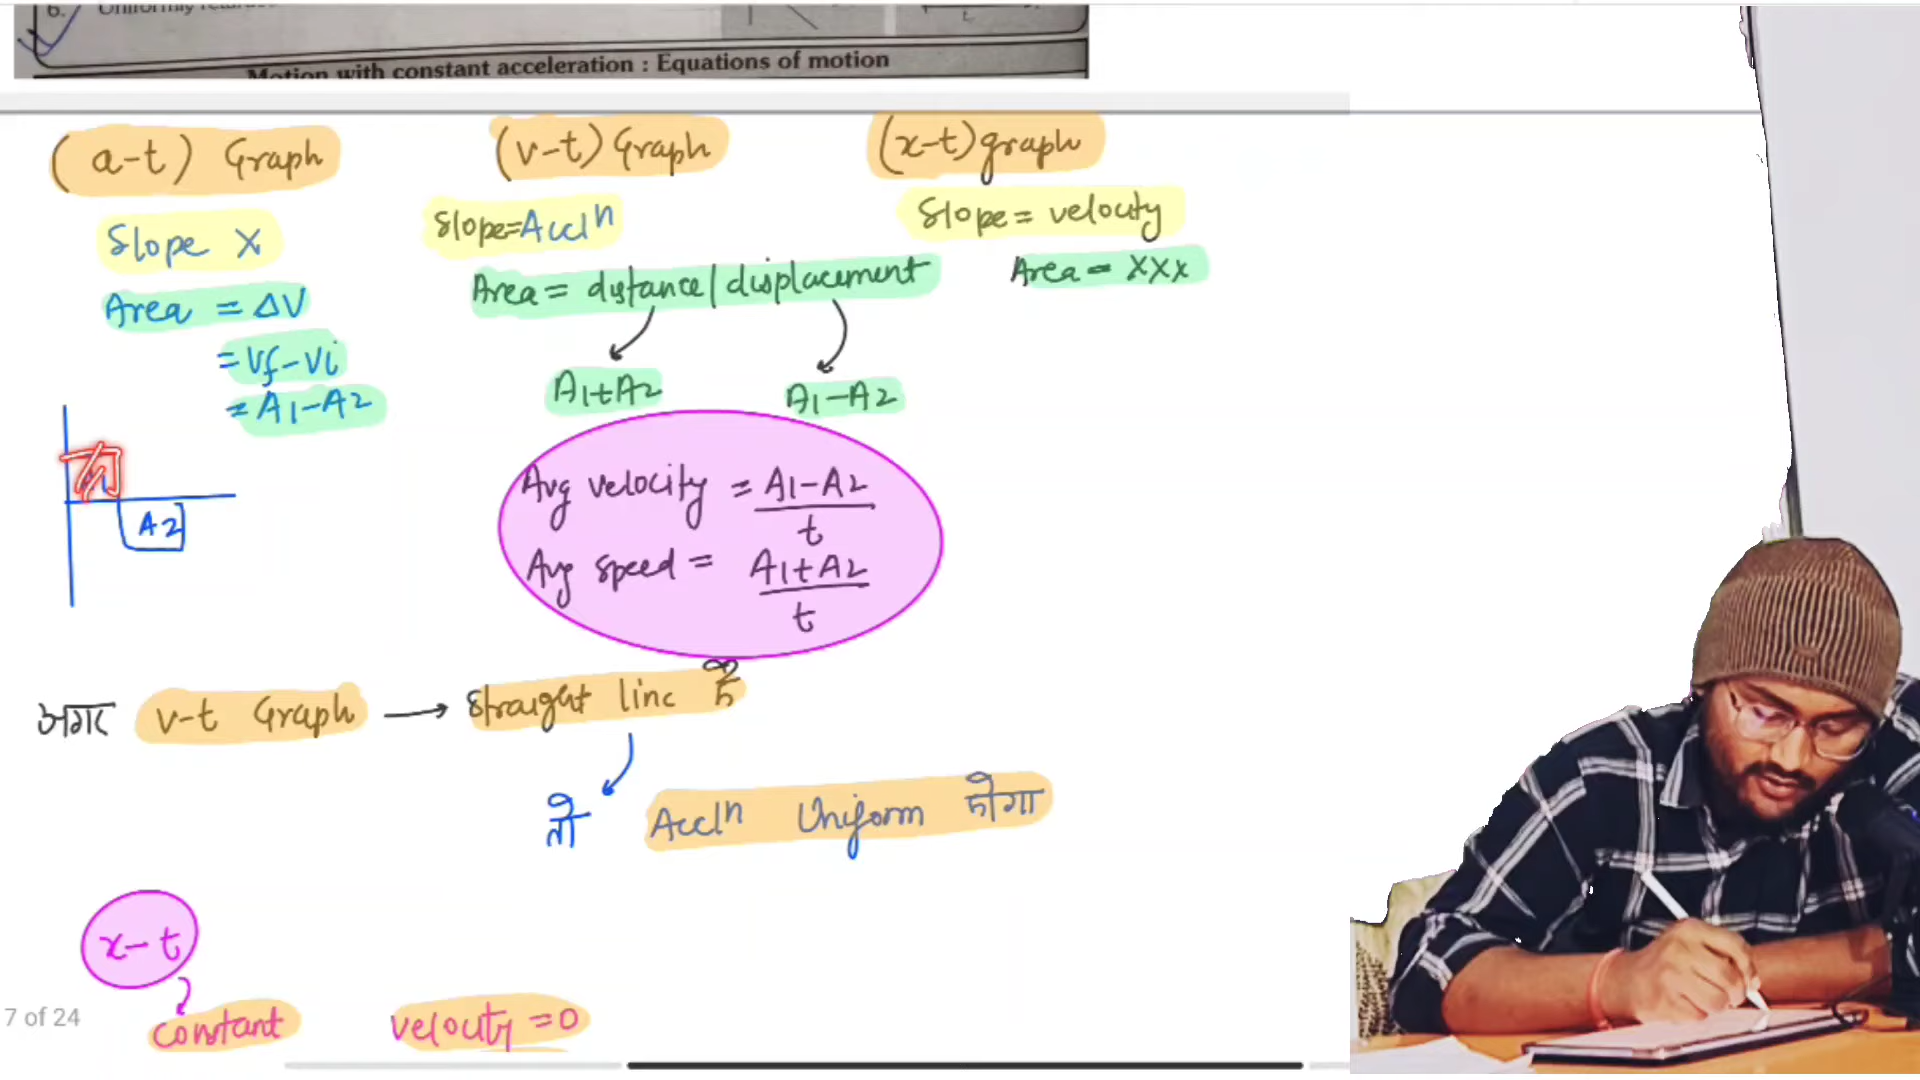 6. Uniformly
Motion with constant acceleration : Equations of motion
(a-t) Graph
(v-t) Graph
(x-t) graph
Slope X
Slope=Acclⁿ
Slope = velocity
Area = ΔV
= Vf-Vi
= A1-A2
Area = distance/displacement
A1+A2
A1-A2
Area = XXX
A2
Avg velocity = A1-A2
t
Avg speed = A1+A2
t
अगर v-t Graph → straight line है
तो Acclⁿ Uniform होगा
x-t
constant
velocity = 0
7 of 24